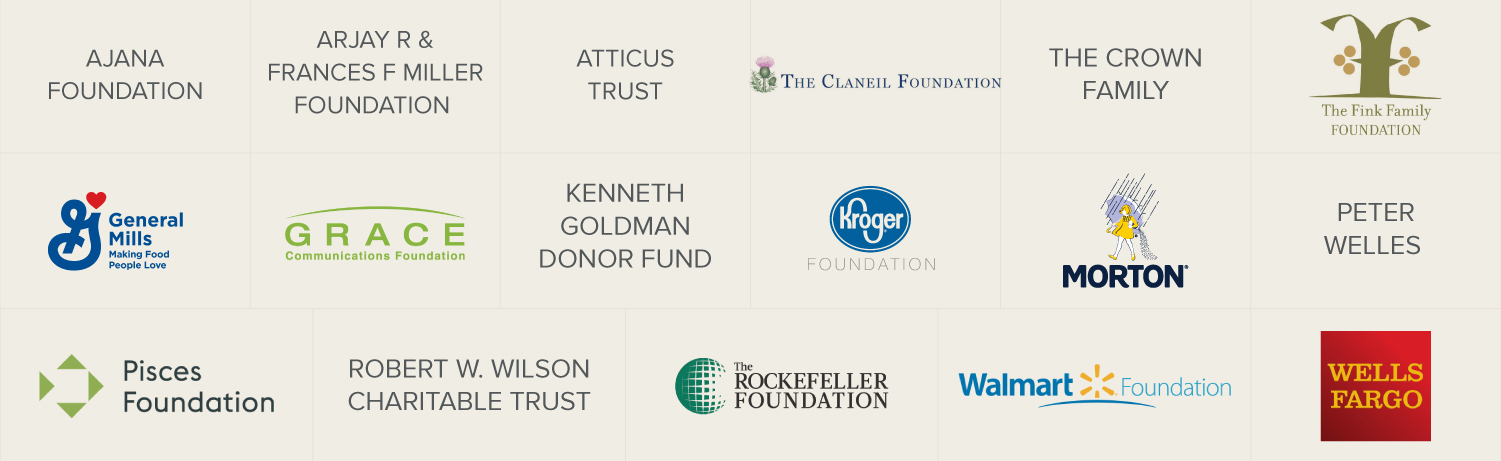 AJANA
FOUNDATION
ARJAY R &
FRANCES F MILLER
FOUNDATION
ATTICUS
TRUST
THE CLANEIL FOUNDATION
THE CROWN
FAMILY
The Fink Family
FOUNDATION
General
Mills
Making Food
People Love
GRACE
Communications Foundation
KENNETH
GOLDMAN
DONOR FUND
Kroger
FOUNDATION
MORTON®
PETER
WELLES
Pisces
Foundation
ROBERT W. WILSON
CHARITABLE TRUST
The
ROCKEFELLER
FOUNDATION
Walmart Foundation
WELLS
FARGO